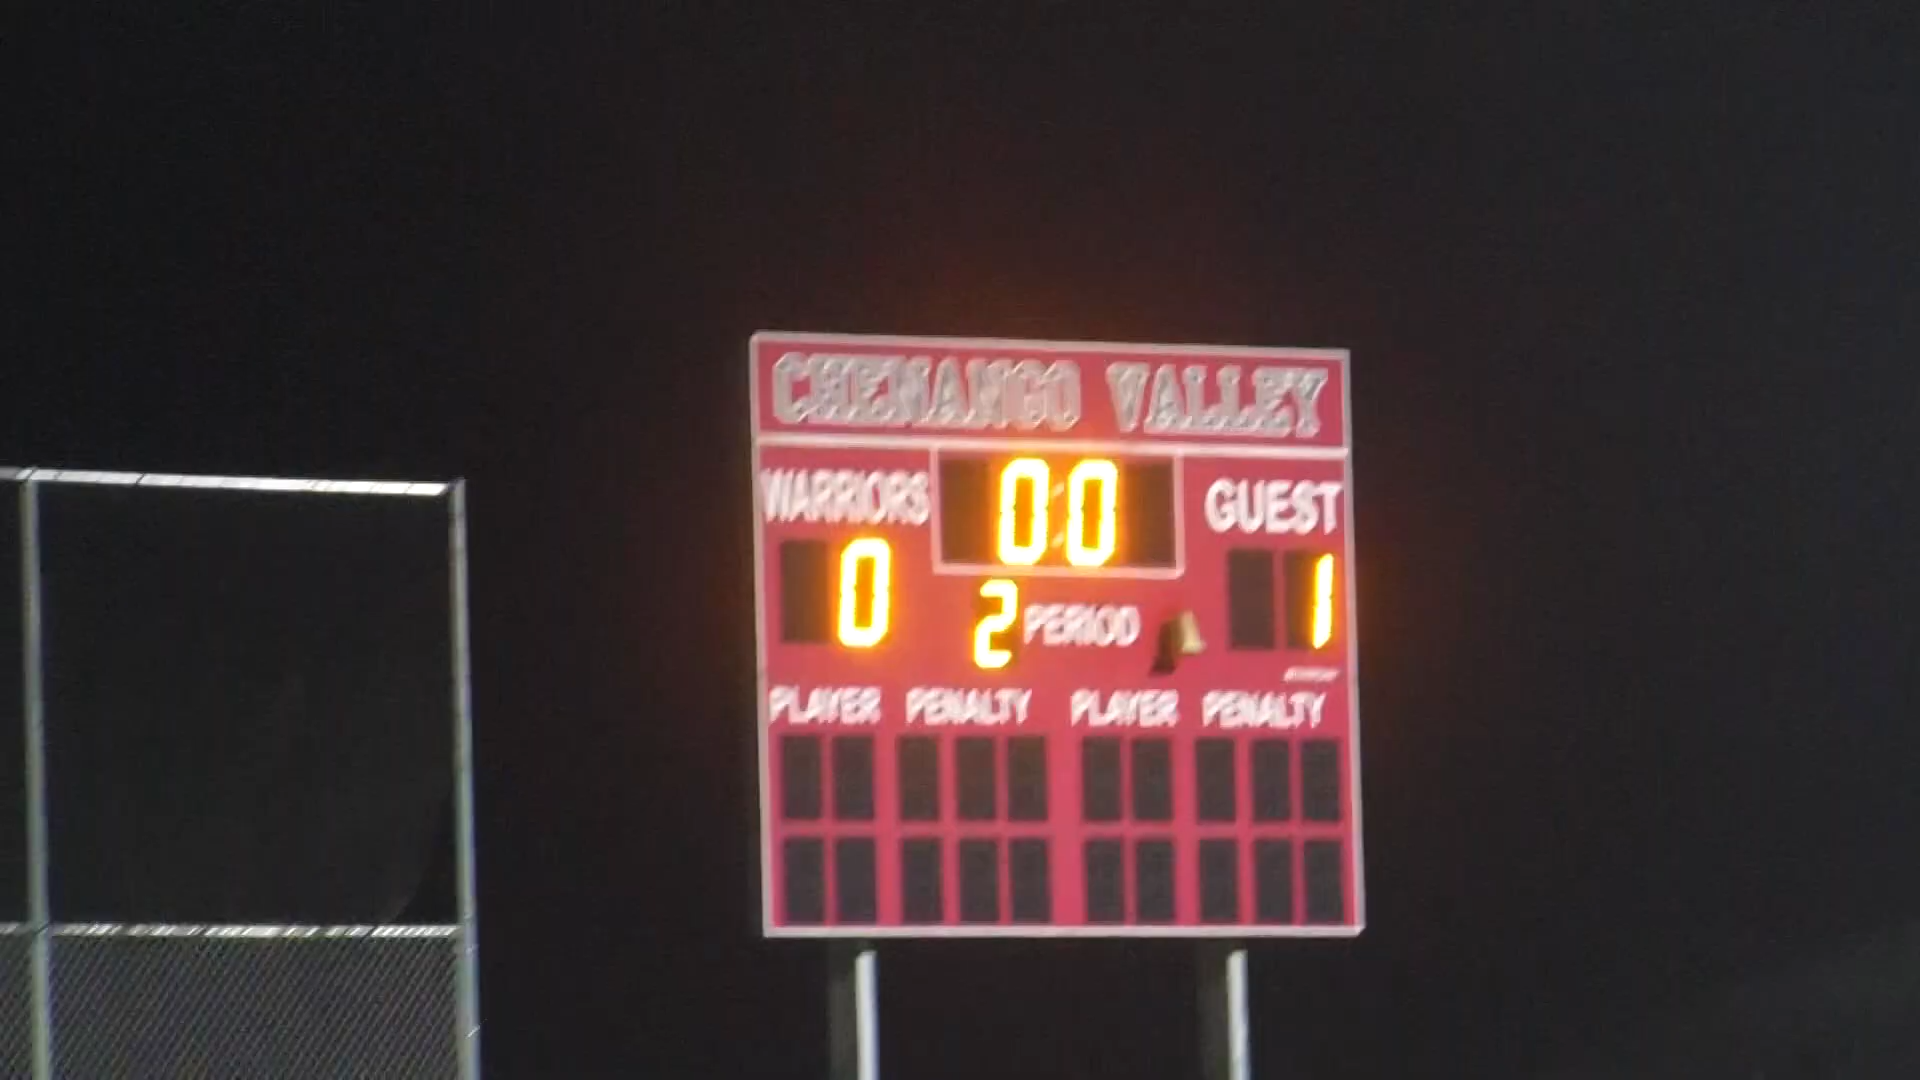 CHENANGO VALLEY
WARRIORS 00 GUEST
0 2 PERIOD 1
PLAYER PENALTY PLAYER PENALTY